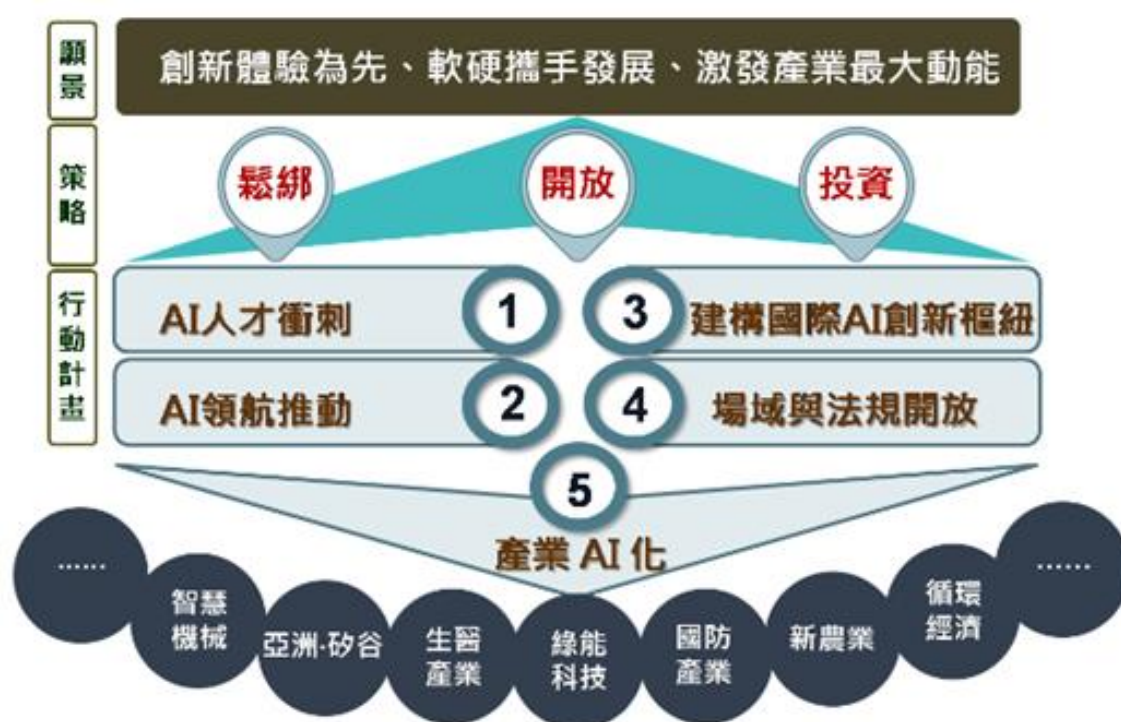 願景
創新體驗為先、軟硬攜手發展、激發產業最大動能
策略
鬆綁
開放
投資
行動計畫
AI人才衝刺
1
3
建構國際AI創新樞紐
AI領航推動
2
4
場域與法規開放
5
產業 AI 化
......
智慧
機械
亞洲·矽谷
生醫
產業
綠能
科技
國防
產業
新農業
循環
經濟
......